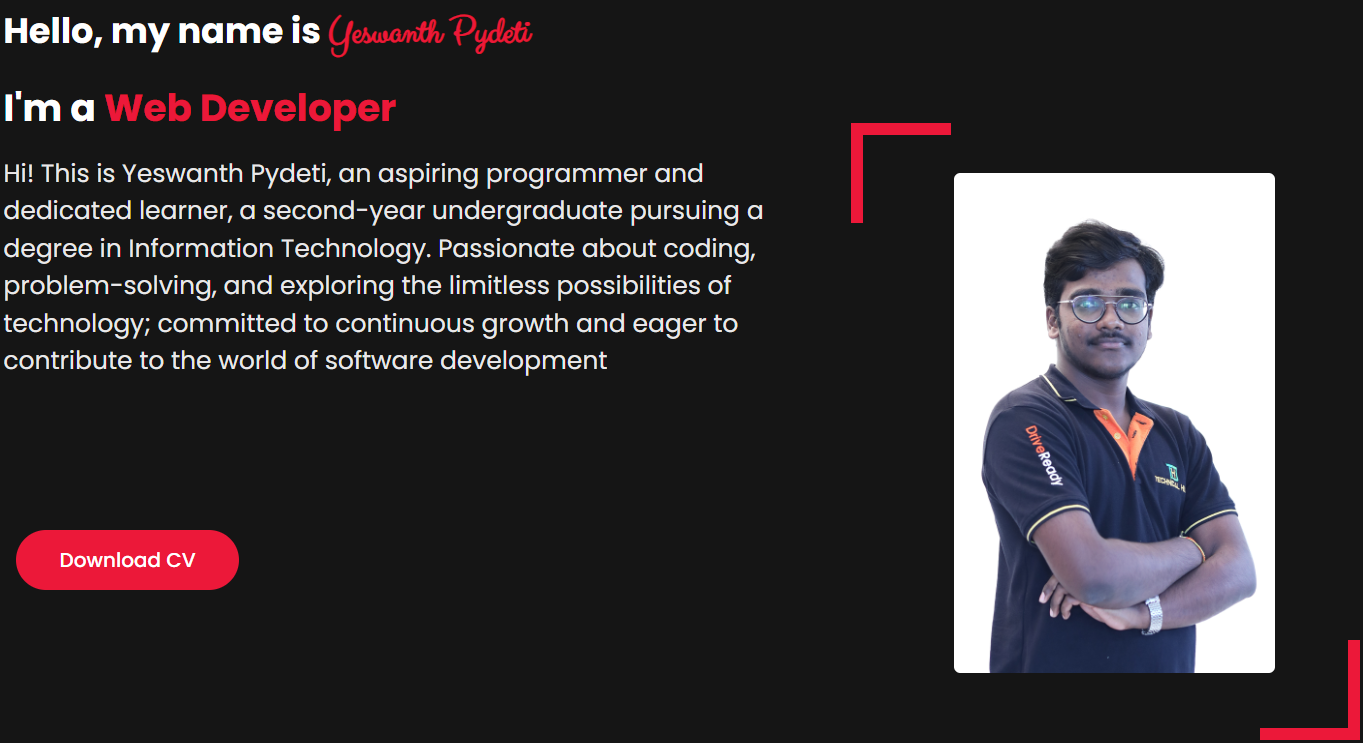 Hello, my name is Yeswanth Pydeti
I'm a Web Developer
Hi! This is Yeswanth Pydeti, an aspiring programmer and
dedicated learner, a second-year undergraduate pursuing a
degree in Information Technology. Passionate about coding,
problem-solving, and exploring the limitless possibilities of
technology; committed to continuous growth and eager to
contribute to the world of software development
Download CV
DriveReady
TECHNICAL